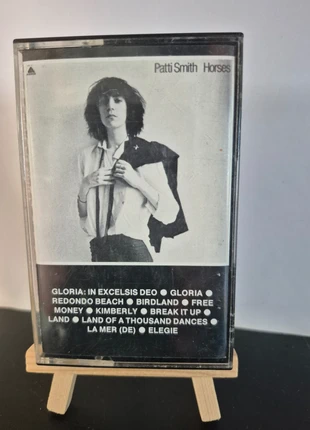 Patti Smith Horses
GLORIA: IN EXCELSIS DEO ● GLORIA ●
REDONDO BEACH ● BIRDLAND ● FREE
MONEY ● KIMBERLY ● BREAK IT UP ●
LAND ● LAND OF A THOUSAND DANCES ●
LA MER (DE) ● ELEGIE